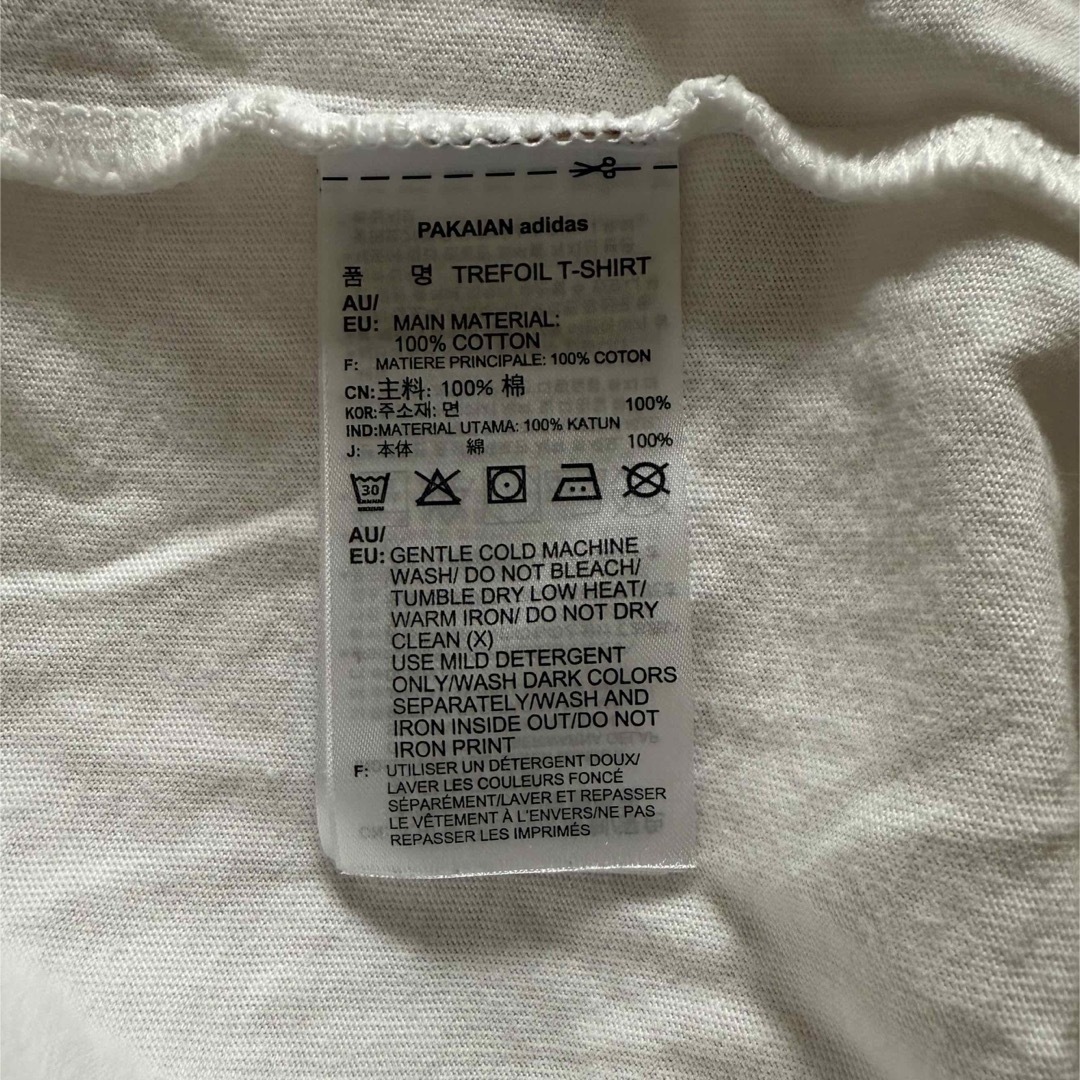 PAKAIAN adidas
품 명 TREFOIL T-SHIRT
AU/
EU: MAIN MATERIAL:
100% COTTON
F: MATIERE PRINCIPALE: 100% COTON
CN:主料: 100% 棉
KOR:주소재: 면 100%
IND:MATERIAL UTAMA: 100% KATUN
J: 本体 綿 100%
30
AU/
EU: GENTLE COLD MACHINE
WASH/ DO NOT BLEACH/
TUMBLE DRY LOW HEAT/
WARM IRON/ DO NOT DRY
CLEAN (X)
USE MILD DETERGENT
ONLY/WASH DARK COLORS
SEPARATELY/WASH AND
IRON INSIDE OUT/DO NOT
IRON PRINT
F: UTILISER UN DÉTERGENT DOUX/
LAVER LES COULEURS FONCÉ
SÉPARÉMENT/LAVER ET REPASSER
LE VÊTEMENT À L'ENVERS/NE PAS
REPASSER LES IMPRIMÉS